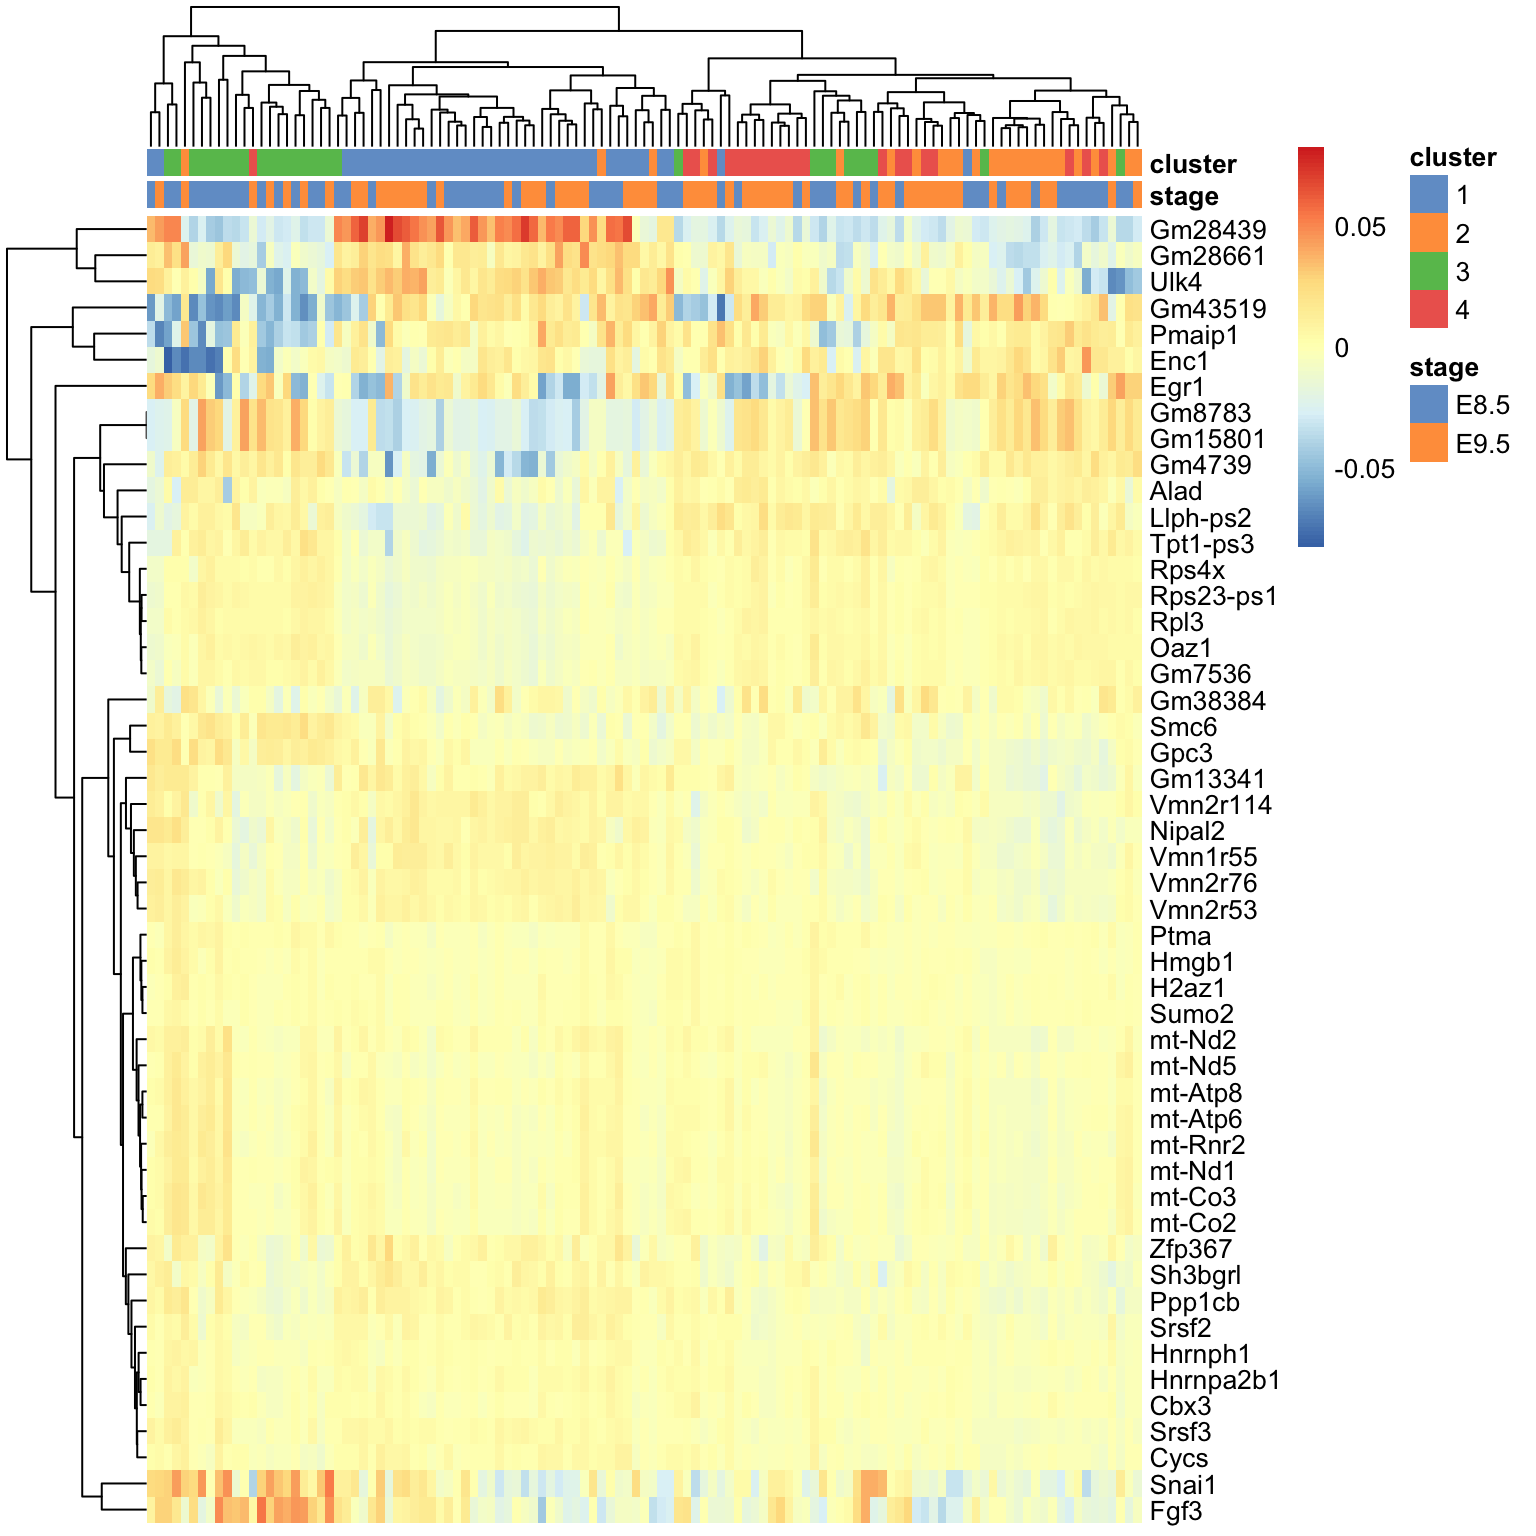 cluster
stage
Gm28439
Gm28661
Ulk4
Gm43519
Pmaip1
Enc1
Egr1
Gm8783
Gm15801
Gm4739
Alad
Llph-ps2
Tpt1-ps3
Rps4x
Rps23-ps1
Rpl3
Oaz1
Gm7536
Gm38384
Smc6
Gpc3
Gm13341
Vmn2r114
Nipal2
Vmn1r55
Vmn2r76
Vmn2r53
Ptma
Hmgb1
H2az1
Sumo2
mt-Nd2
mt-Nd5
mt-Atp8
mt-Atp6
mt-Rnr2
mt-Nd1
mt-Co3
mt-Co2
Zfp367
Sh3bgrl
Ppp1cb
Srsf2
Hnrnph1
Hnrnpa2b1
Cbx3
Srsf3
Cycs
Snai1
Fgf3
0.05
0
-0.05
cluster
1
2
3
4
stage
E8.5
E9.5